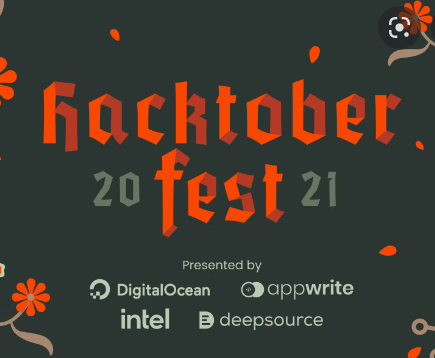 hacktober
20 fest 21
Presented by
DigitalOcean appwrite
intel deepsource